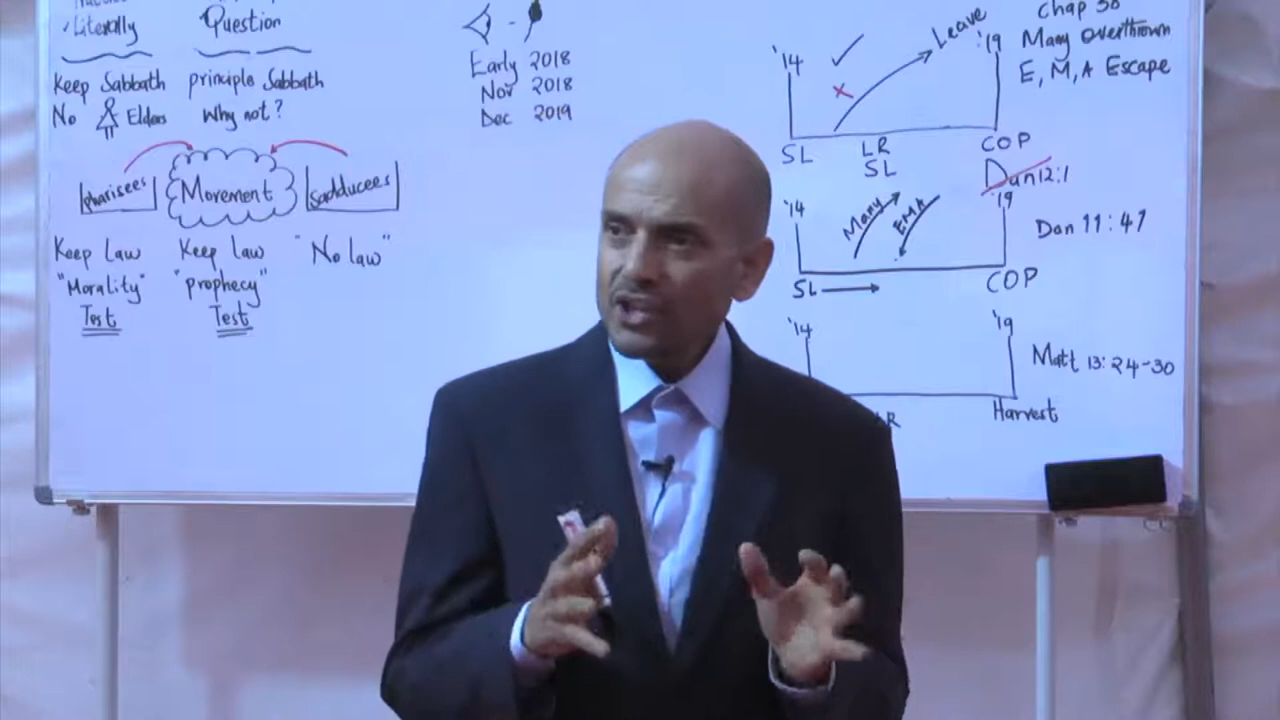 Literally
Question
Keep Sabbath
principle Sabbath
No Elders
Why not?
pharisees
Movement
Sadducees
Keep Law
Keep law
"No law"
"Morality"
"prophecy"
Test
Test
Early 2018
Nov 2018
Dec 2019
'14
Leave
'19
Chap 30
Many overthrown
E, M, A Escape
SL
LR
SL
COP
Dan 12:1
'14
Many
EMA
'19
Dan 11:41
SL
COP
'14
'19
Matt 13:24-30
Harvest